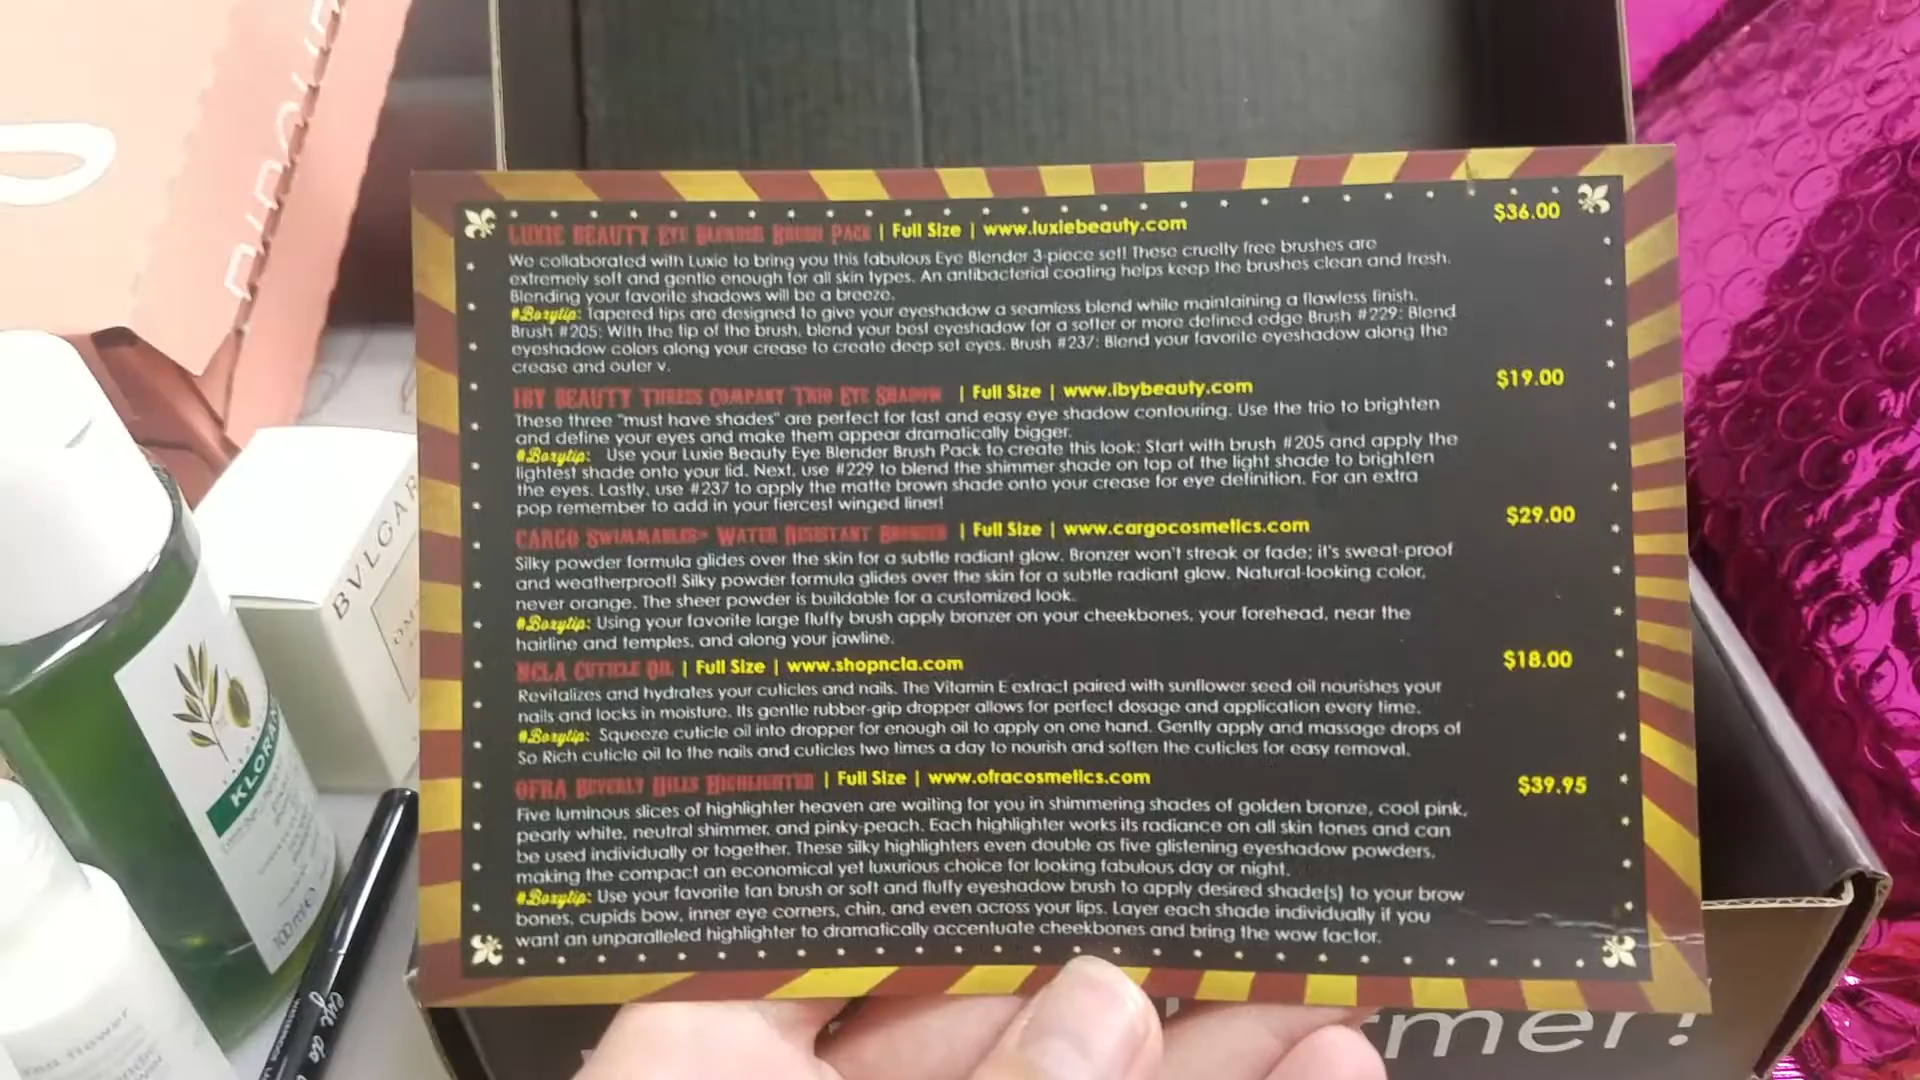 LUXIE BEAUTY EYE BLENDER BRUSH PACK | Full Size | www.luxiebeauty.com $36.00
We collaborated with Luxie to bring you this fabulous Eye Blender 3-piece set! These cruelty free brushes are
extremely soft and gentle enough for all skin types. An antibacterial coating helps keep the brushes clean and fresh.
Blending your favorite shadows will be a breeze.
#Boxytip: Tapered tips are designed to give your eyeshadow a seamless blend while maintaining a flawless finish.
Brush #205: With the tip of the brush, blend your best eyeshadow for a softer or more defined edge Brush #229: Blend
eyeshadow colors along your crease to create deep set eyes. Brush #237: Blend your favorite eyeshadow along the
crease and outer v.
IBY BEAUTY THREES COMPANY TRIO EYE SHADOW | Full Size | www.ibybeauty.com $19.00
These three "must have shades" are perfect for fast and easy eye shadow contouring. Use the trio to brighten
and define your eyes and make them appear dramatically bigger.
#Boxytip: Use your Luxie Beauty Eye Blender Brush Pack to create this look: Start with brush #205 and apply the
lightest shade onto your lid. Next, use #229 to blend the shimmer shade on top of the light shade to brighten
the eyes. Lastly, use #237 to apply the matte brown shade onto your crease for eye definition. For an extra
pop remember to add in your fiercest winged liner!
CARGO SWIMMABLES™ WATER RESISTANT BRONZER | Full Size | www.cargocosmetics.com $29.00
Silky powder formula glides over the skin for a subtle radiant glow. Bronzer won't streak or fade; it's sweat-proof
and weatherproof! Silky powder formula glides over the skin for a subtle radiant glow. Natural-looking color,
never orange. The sheer powder is buildable for a customized look.
#Boxytip: Using your favorite large fluffy brush apply bronzer on your cheekbones, your forehead, near the
hairline and temples, and along your jawline.
NCLA CUTICLE OIL | Full Size | www.shopncla.com $18.00
Revitalizes and hydrates your cuticles and nails. The Vitamin E extract paired with sunflower seed oil nourishes your
nails and locks in moisture. Its gentle rubber-grip dropper allows for perfect dosage and application every time.
#Boxytip: Squeeze cuticle oil into dropper for enough oil to apply on one hand. Gently apply and massage drops of
So Rich cuticle oil to the nails and cuticles two times a day to nourish and soften the cuticles for easy removal.
OFRA BEVERLY HILLS HIGHLIGHTER | Full Size | www.ofracosmetics.com $39.95
Five luminous slices of highlighter heaven are waiting for you in shimmering shades of golden bronze, cool pink,
pearly white, neutral shimmer, and pinky-peach. Each highlighter works its radiance on all skin tones and can
be used individually or together. These silky highlighters even double as five glistening eyeshadow powders,
making the compact an economical yet luxurious choice for looking fabulous day or night.
#Boxytip: Use your favorite fan brush or soft and fluffy eyeshadow brush to apply desired shade(s) to your brow
bones, cupids bow, inner eye corners, chin, and even across your lips. Layer each shade individually if you
want an unparalleled highlighter to dramatically accentuate cheekbones and bring the wow factor.
BVLGAR
KLORAN
100 ml
eye do
rmer!